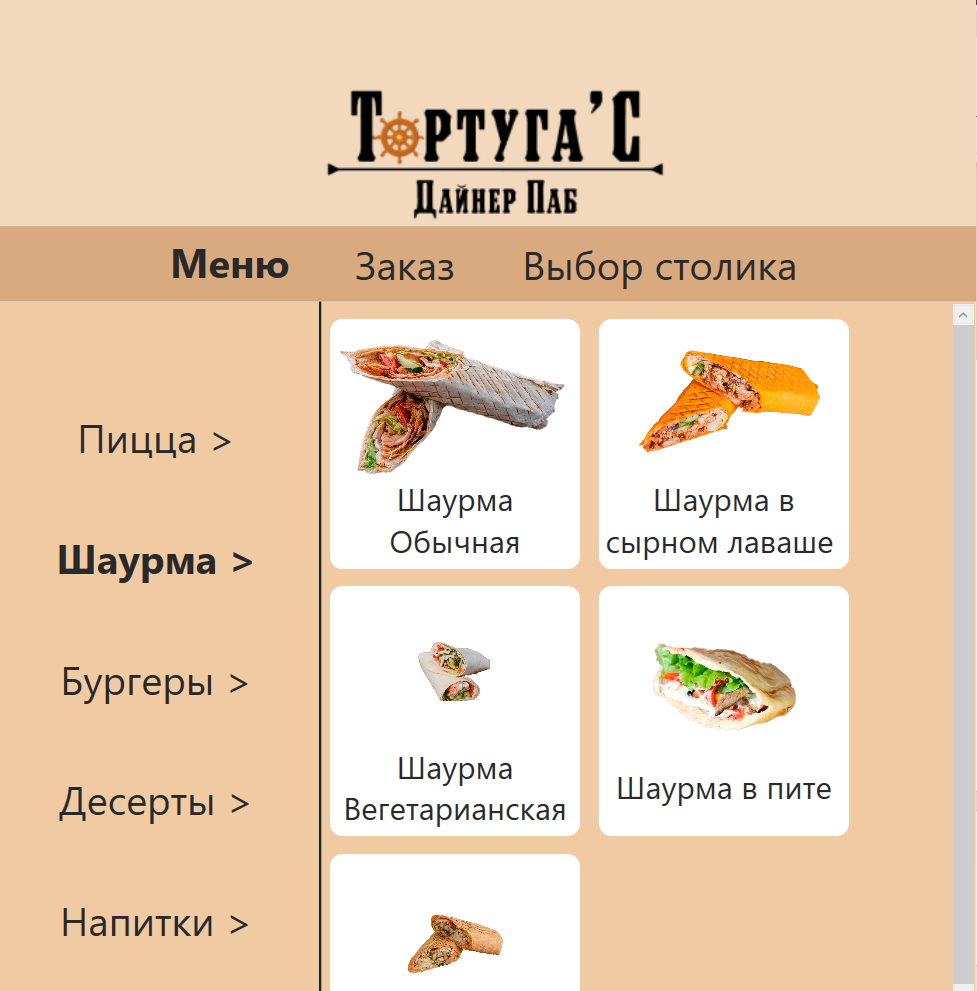 Тортуга'с
Дайнер Паб
Меню Заказ Выбор столика
Пицца >
Шаурма >
Бургеры >
Десерты >
Напитки >
Шаурма
Обычная
Шаурма в
сырном лаваше
Шаурма
Вегетарианская
Шаурма в пите